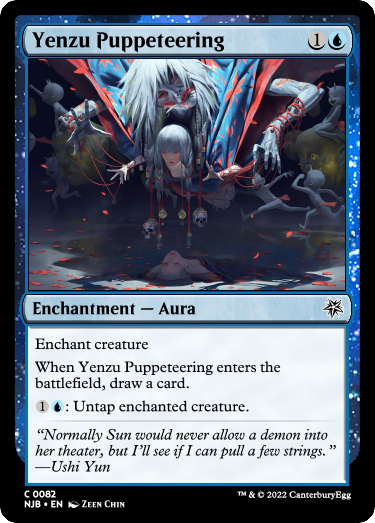 Yenzu Puppeteering 1
Enchantment — Aura
Enchant creature
When Yenzu Puppeteering enters the
battlefield, draw a card.
1 : Untap enchanted creature.
“Normally Sun would never allow a demon into
her theater, but I’ll see if I can pull a few strings.”
—Ushi Yun
C 0082
NJB • EN Zeen Chin
™ & © 2022 CanterburyEgg